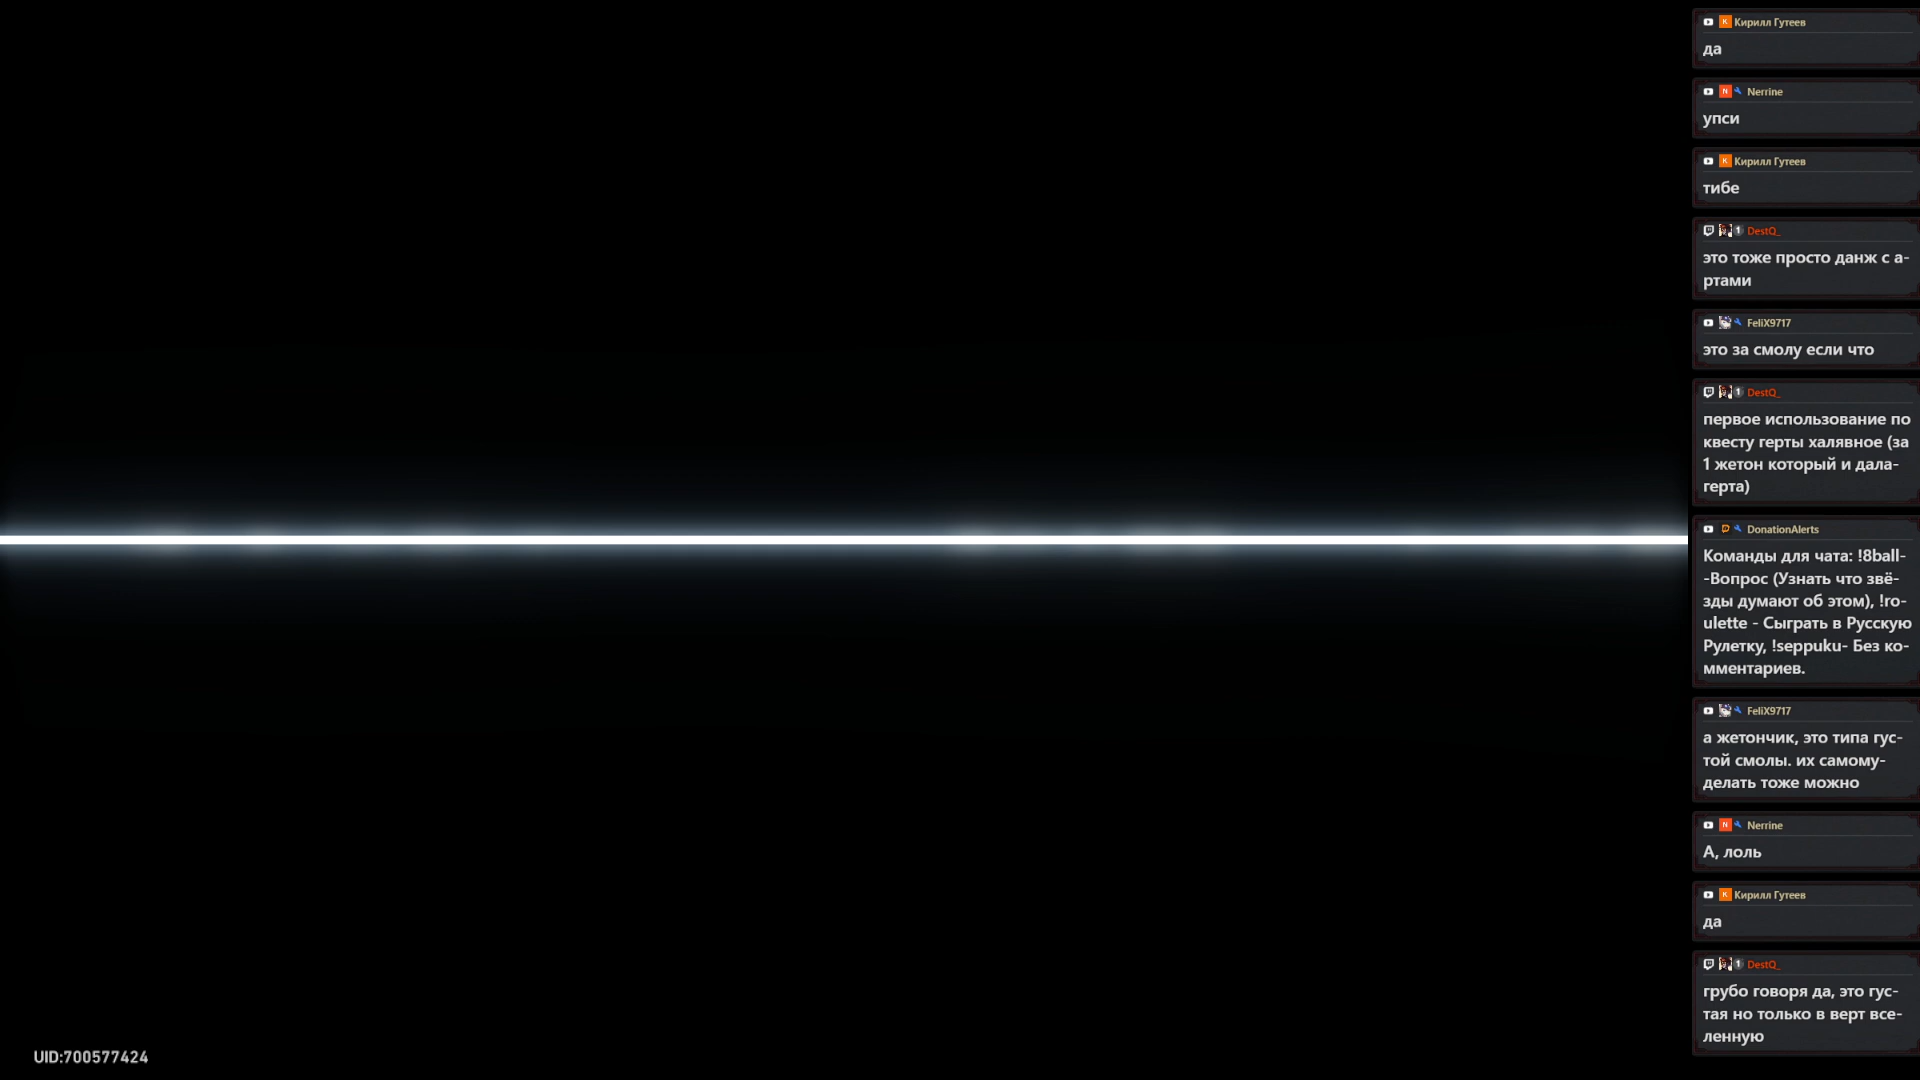 Кирилл Гутеев
да
Nerrine
упси
Кирилл Гутеев
тибе
1 DestQ_
это тоже просто данж с а-
ртами
FeliX9717
это за смолу если что
1 DestQ_
первое использование по
квесту герты халявное (за
1 жетон который и дала-
герта)
DonationAlerts
Команды для чата: !8ball-
-Вопрос (Узнать что звё-
зды думают об этом), !ro-
ulette - Сыграть в Русскую
Рулетку, !seppuku- Без ко-
мментариев.
FeliX9717
а жетончик, это типа гус-
той смолы. их самому-
делать тоже можно
Nerrine
А, лоль
Кирилл Гутеев
да
1 DestQ_
грубо говоря да, это гус-
тая но только в верт все-
ленную
UID:700577424